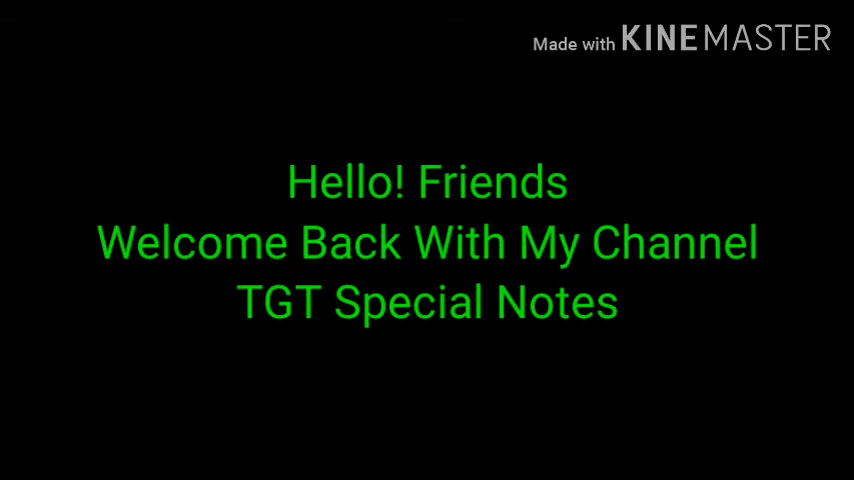 Made with KINEMASTER
Hello! Friends
Welcome Back With My Channel
TGT Special Notes